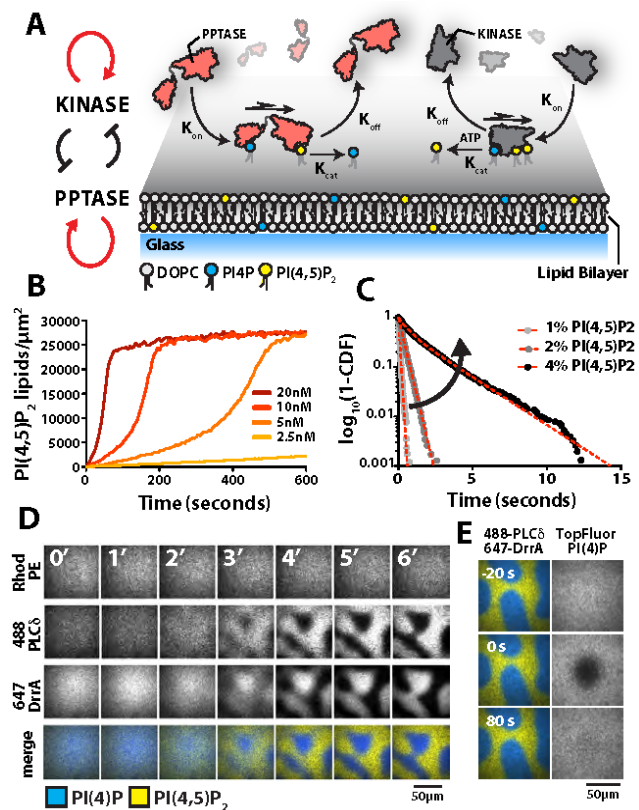 A
PPTASE
KINASE
KINASE
PPTASE
Kon
Koff
Kcat
Koff
Kon
ATP
Kcat
Glass
DOPC
PI4P
PI(4,5)P2
Lipid Bilayer
B
PI(4,5)P2 lipids/µm²
30000
25000
20000
15000
10000
5000
0
0
200
400
600
Time (seconds)
20nM
10nM
5nM
2.5nM
C
log10(1-CDF)
1
0.1
0.01
0.001
0
5
10
15
Time (seconds)
1% PI(4,5)P2
2% PI(4,5)P2
4% PI(4,5)P2
D
0′ 1′ 2′ 3′ 4′ 5′ 6′
Rhod
PE
488
PLCδ
647
DrrA
merge
PI(4)P
PI(4,5)P2
50µm
E
488-PLCδ
647-DrrA
TopFluor
PI(4)P
-20 s
0 s
80 s
50µm